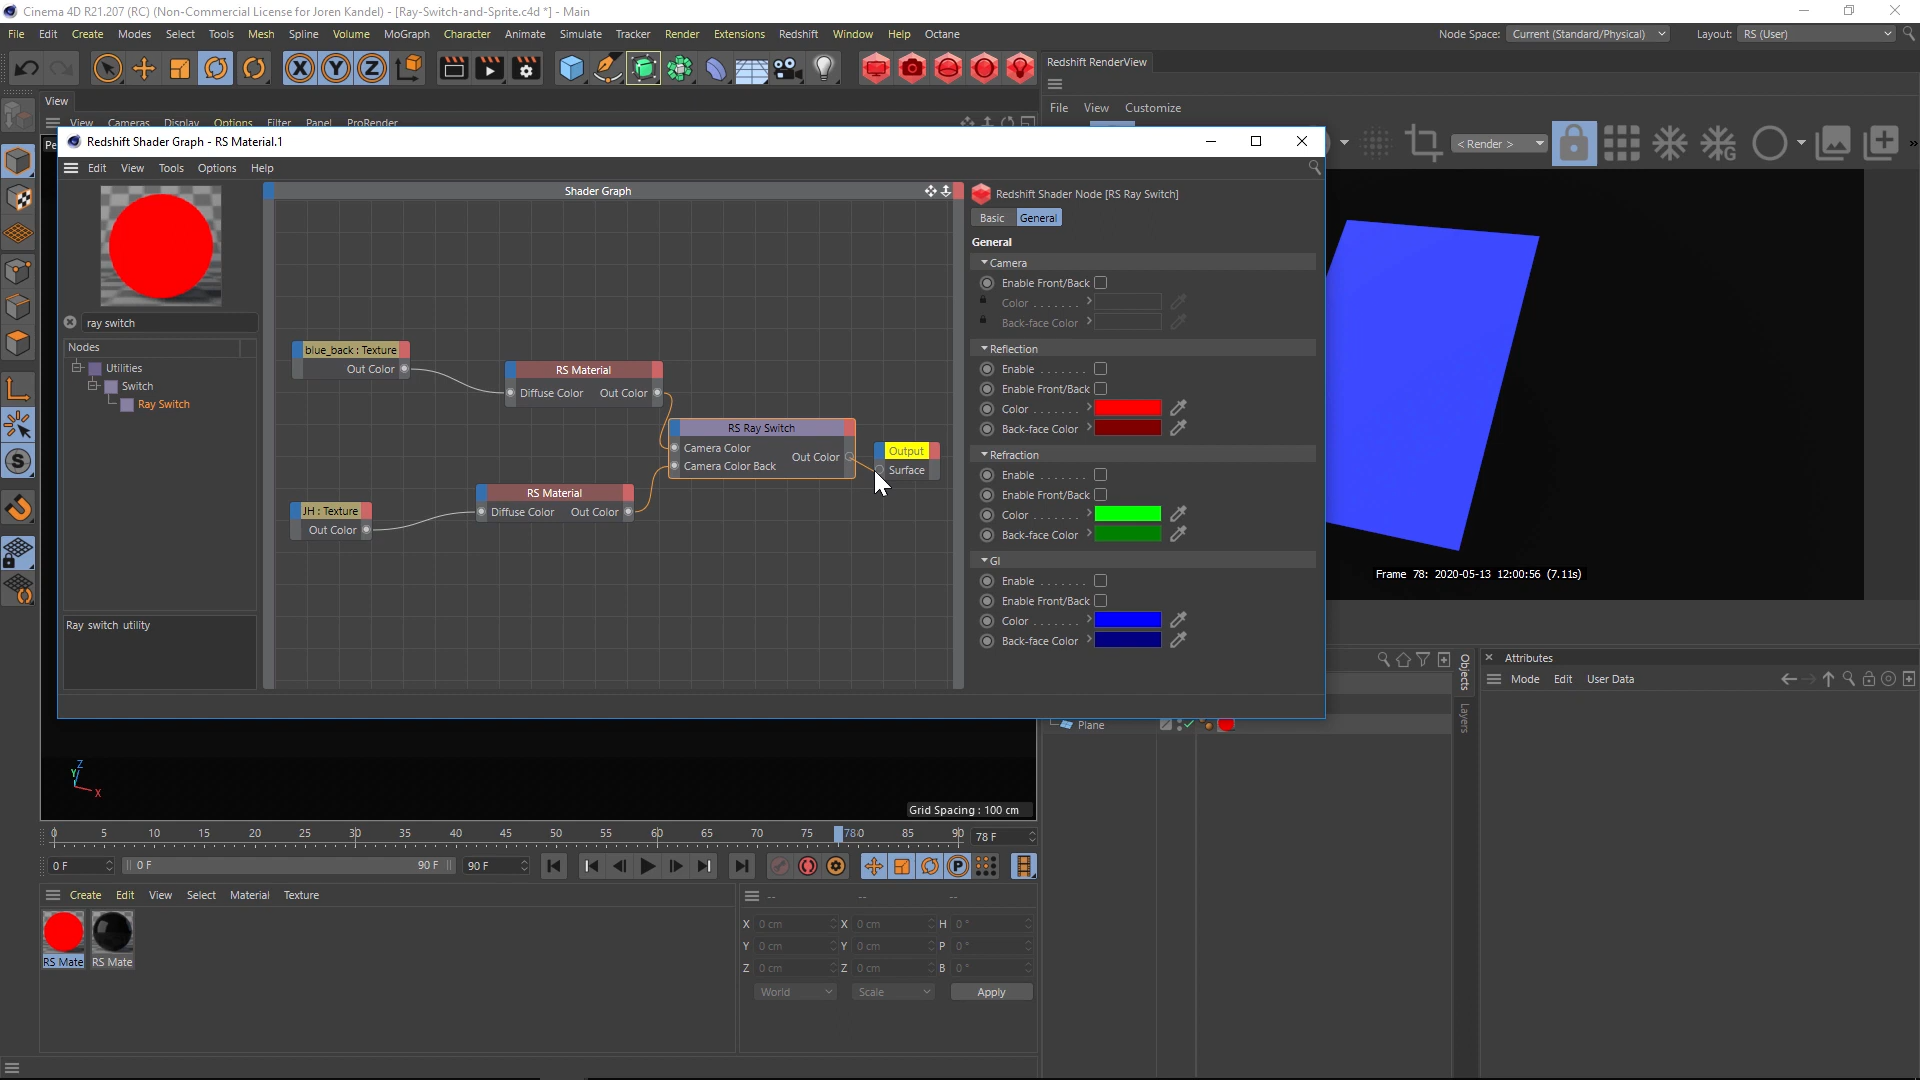 Cinema 4D R21.207 (RC) (Non-Commercial License for Joren Kandel) - [Ray-Switch-and-Sprite.c4d *] - Main
File Edit Create Modes Select Tools Mesh Spline Volume MoGraph Character Animate Simulate Tracker Render Extensions Redshift Window Help Octane Node Space: Current (Standard/Physical) Layout: RS (User)
X Y Z
Redshift RenderView
View
File View Customize
View Cameras Display Options Filter Panel ProRender
Pe
< Render >
G
Redshift Shader Graph - RS Material.1
Edit View Tools Options Help
Shader Graph
ray switch
Nodes
Utilities
Switch
Ray Switch
Ray switch utility
blue_back : Texture
Out Color
RS Material
Diffuse Color Out Color
RS Ray Switch
Camera Color
Out Color
Camera Color Back
Output
Surface
JH : Texture
Out Color
RS Material
Diffuse Color Out Color
Redshift Shader Node [RS Ray Switch]
Basic General
General
Camera
Enable Front/Back
Color . . . . . . .
Back-face Color
Reflection
Enable . . . . . . .
Enable Front/Back
Color . . . . . . .
Back-face Color
Refraction
Enable . . . . . . .
Enable Front/Back
Color . . . . . . .
Back-face Color
GI
Enable . . . . . . .
Enable Front/Back
Color . . . . . . .
Back-face Color
Frame 78: 2020-05-13 12:00:56 (7.11s)
Objects
Layers
Attributes
Mode Edit User Data
Plane
Z
Y
X
S
Grid Spacing : 100 cm
0 5 10 15 20 25 30 35 40 45 50 55 60 65 70 75 780 85 90 78 F
0 F 0 F 90 F 90 F
P
Create Edit View Select Material Texture
RS Mate RS Mate
-- -- --
X 0 cm X 0 cm H 0 °
Y 0 cm Y 0 cm P 0 °
Z 0 cm Z 0 cm B 0 °
World Scale Apply